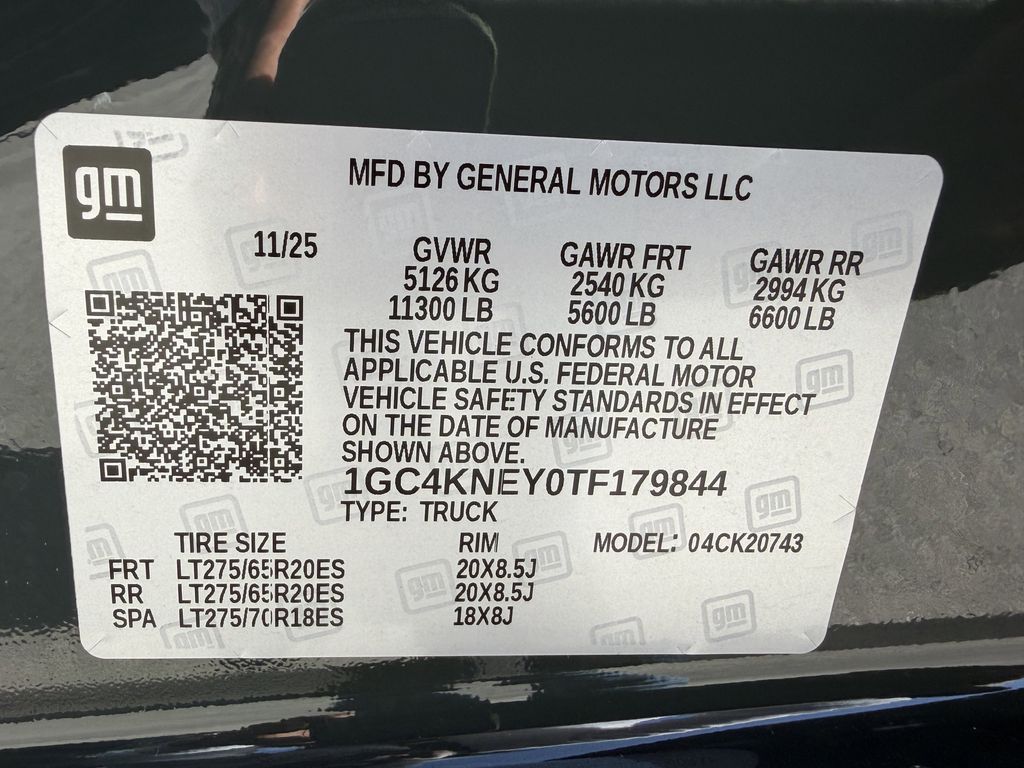 gm
MFD BY GENERAL MOTORS LLC
11/25 GVWR GAWR FRT GAWR RR
5126 KG 2540 KG 2994 KG
11300 LB 5600 LB 6600 LB
THIS VEHICLE CONFORMS TO ALL
APPLICABLE U.S. FEDERAL MOTOR
VEHICLE SAFETY STANDARDS IN EFFECT
ON THE DATE OF MANUFACTURE
SHOWN ABOVE.
1GC4KNEY0TF179844
TYPE: TRUCK
TIRE SIZE RIM MODEL: 04CK20743
FRT LT275/65R20ES 20X8.5J
RR LT275/65R20ES 20X8.5J
SPA LT275/70R18ES 18X8J